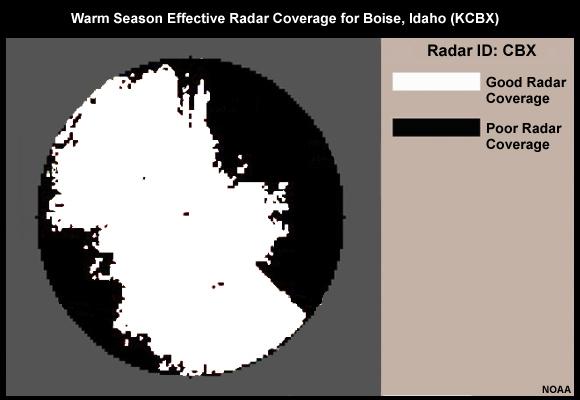 Warm Season Effective Radar Coverage for Boise, Idaho (KCBX)
Radar ID: CBX
Good Radar
Coverage
Poor Radar
Coverage
NOAA